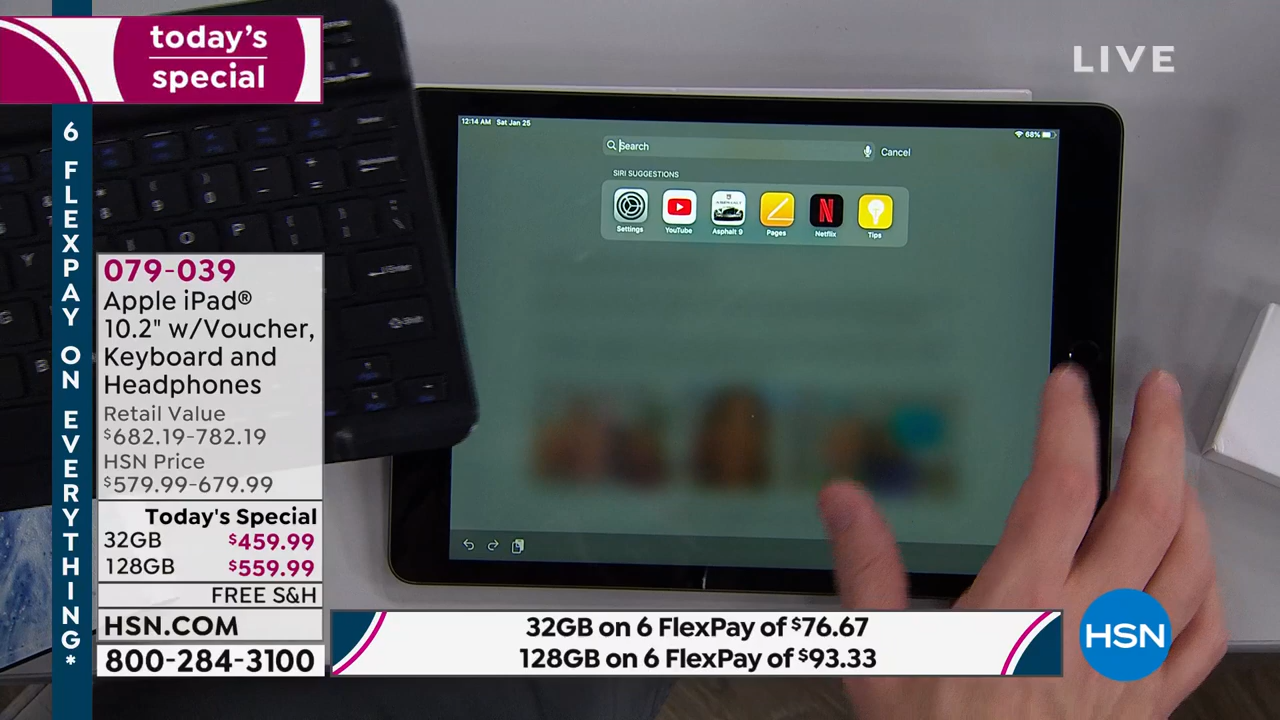 today's
special
LIVE
6 FLEXPAY ON EVERYTHING*
12:14 AM Sat Jan 25
68%
Search
Cancel
SIRI SUGGESTIONS
Settings
YouTube
Asphalt 9
Pages
Netflix
Tips
N
079-039
Apple iPad®
10.2" w/Voucher,
Keyboard and
Headphones
Retail Value
$682.19-782.19
HSN Price
$579.99-679.99
Today's Special
32GB $459.99
128GB $559.99
FREE S&H
HSN.COM
800-284-3100
32GB on 6 FlexPay of $76.67
128GB on 6 FlexPay of $93.33
HSN
O
P
Y
G
B
Enter
Shift